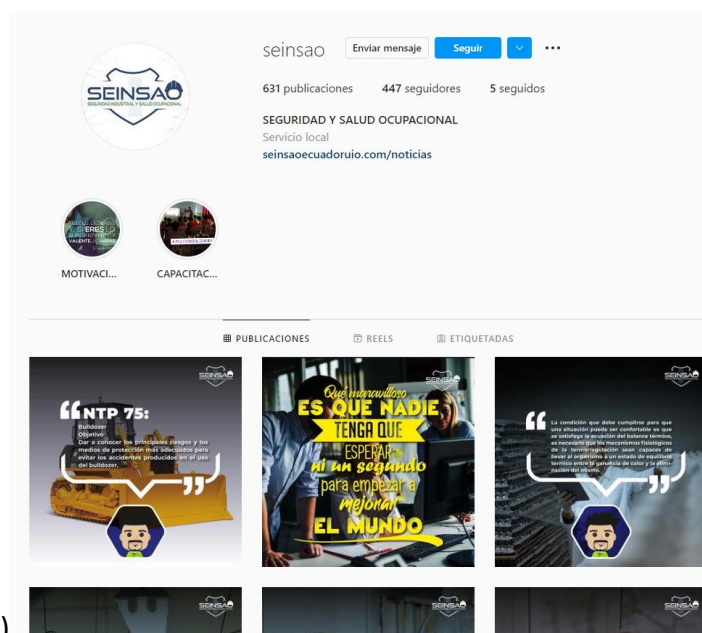 seinsao Enviar mensaje Seguir
631 publicaciones 447 seguidores 5 seguidos
SEGURIDAD Y SALUD OCUPACIONAL
Servicio local
seinsaoecuadoruio.com/noticias
SEINSAO
SEGURIDAD INDUSTRIAL Y SALUD OCUPACIONAL
Y SI ERES LO
VALIENTE, LO HARÁS
MOTIVACI... CAPACITAC...
PUBLICACIONES REELS ETIQUETADAS
SEINSAO
NTP 75:
Bulldozer
Objetivo
Dar a conocer los principales riesgos y los
medios de protección más adecuados para
evitar los accidentes producidos en el uso
del bulldozer.
SEINSAO
Qué maravilloso
ES QUE NADIE
TENGA QUE
ESPERAR
ni un segundo
para empezar a
mejorar
EL MUNDO
SEINSAO
La condición que debe cumplirse para que
una situación pueda ser confortable es que
se satisfaga la ecuación del balance térmico,
es necesario que los mecanismos fisiológicos
de la termorregulación sean capaces de
llevar al organismo a un estado de equilibrio
térmico entre la ganancia de calor y la elimi-
nación del mismo.
SEINSAO
SEINSAO
SEINSAO
)